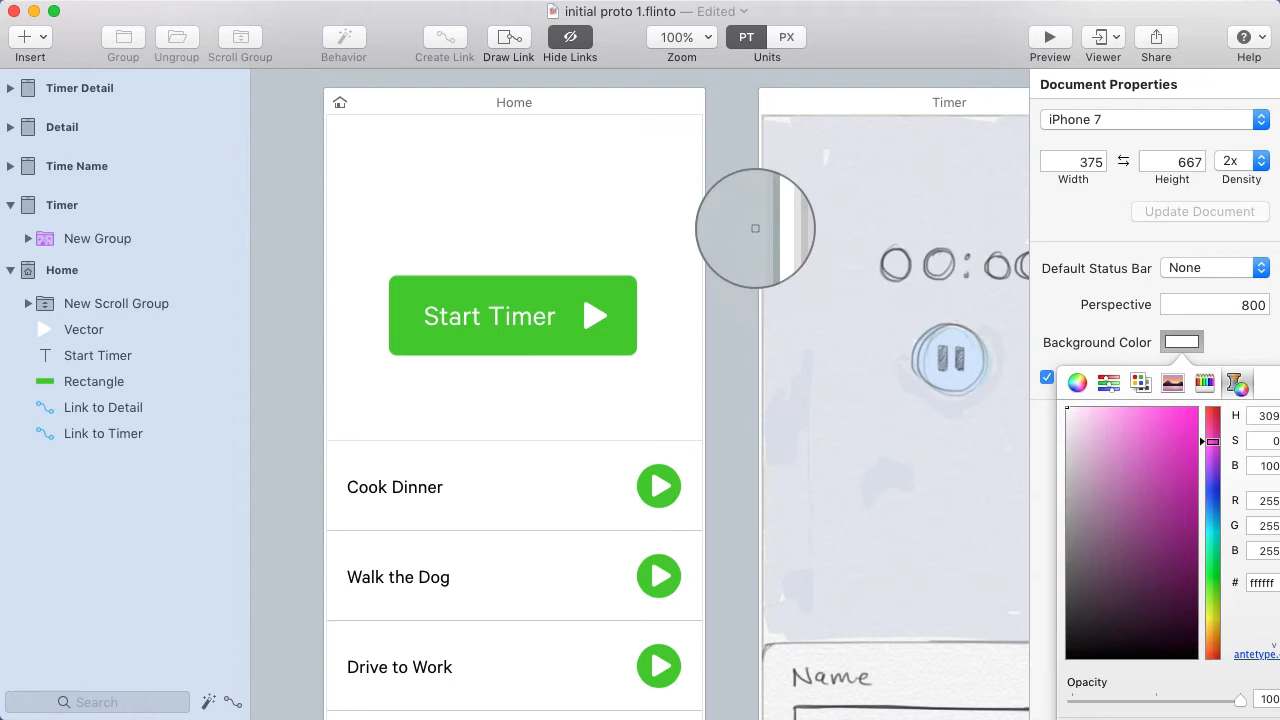 initial proto 1.flinto — Edited
Insert
Group
Ungroup
Scroll Group
Behavior
Create Link
Draw Link
Hide Links
100%
Zoom
PT
PX
Units
Preview
Viewer
Share
Help
Timer Detail
Detail
Time Name
Timer
New Group
Home
New Scroll Group
Vector
Start Timer
Rectangle
Link to Detail
Link to Timer
Search
Home
Start Timer
Cook Dinner
Walk the Dog
Drive to Work
Timer
Name
Document Properties
iPhone 7
375
667
2x
Width
Height
Density
Update Document
Default Status Bar
None
Perspective
800
Background Color
H
309
S
0
B
100
R
255
G
255
B
255
#
ffffff
antetype.
Opacity
100